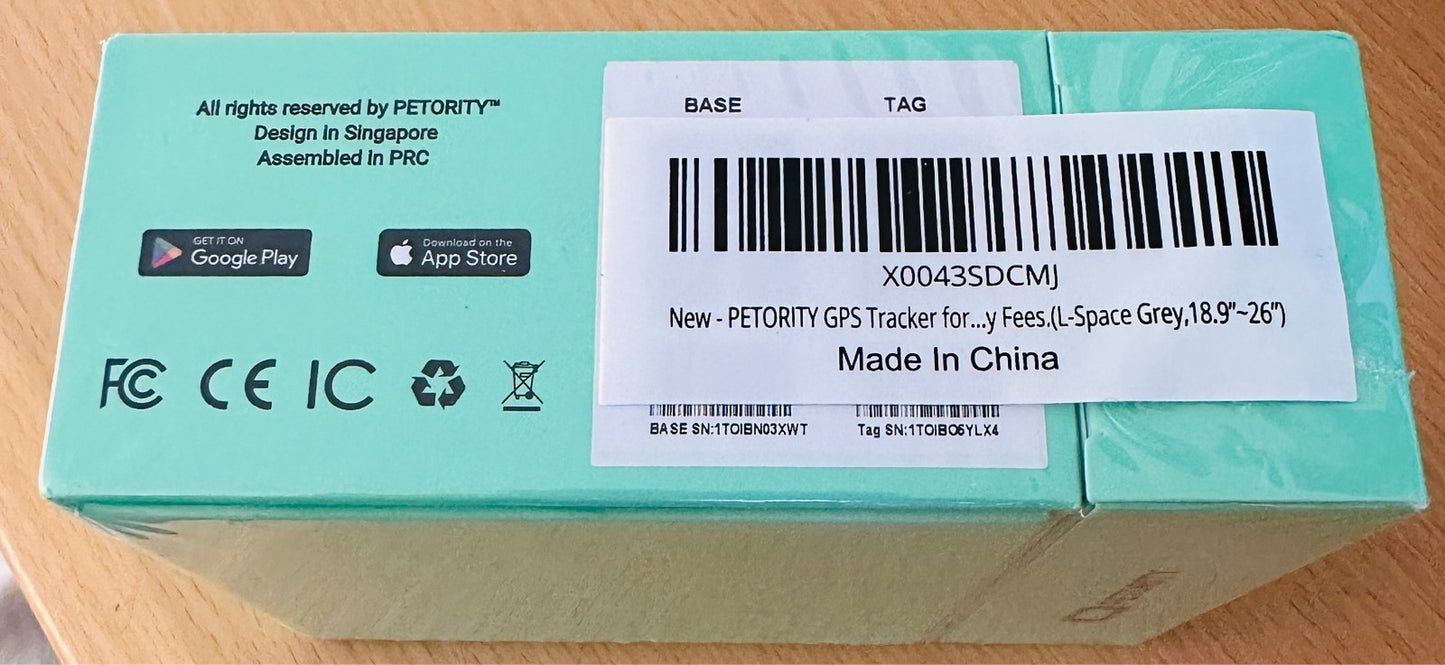 All rights reserved by PETORITY™
Design in Singapore
Assembled in PRC
GET IT ON
Google Play
Download on the
App Store
FC CE IC
BASE TAG
X0043SDCMJ
New - PETORITY GPS Tracker for...y Fees.(L-Space Grey,18.9"~26")
Made In China
BASE SN:1TOIBN03XWT Tag SN:1TOIBO6YLX4